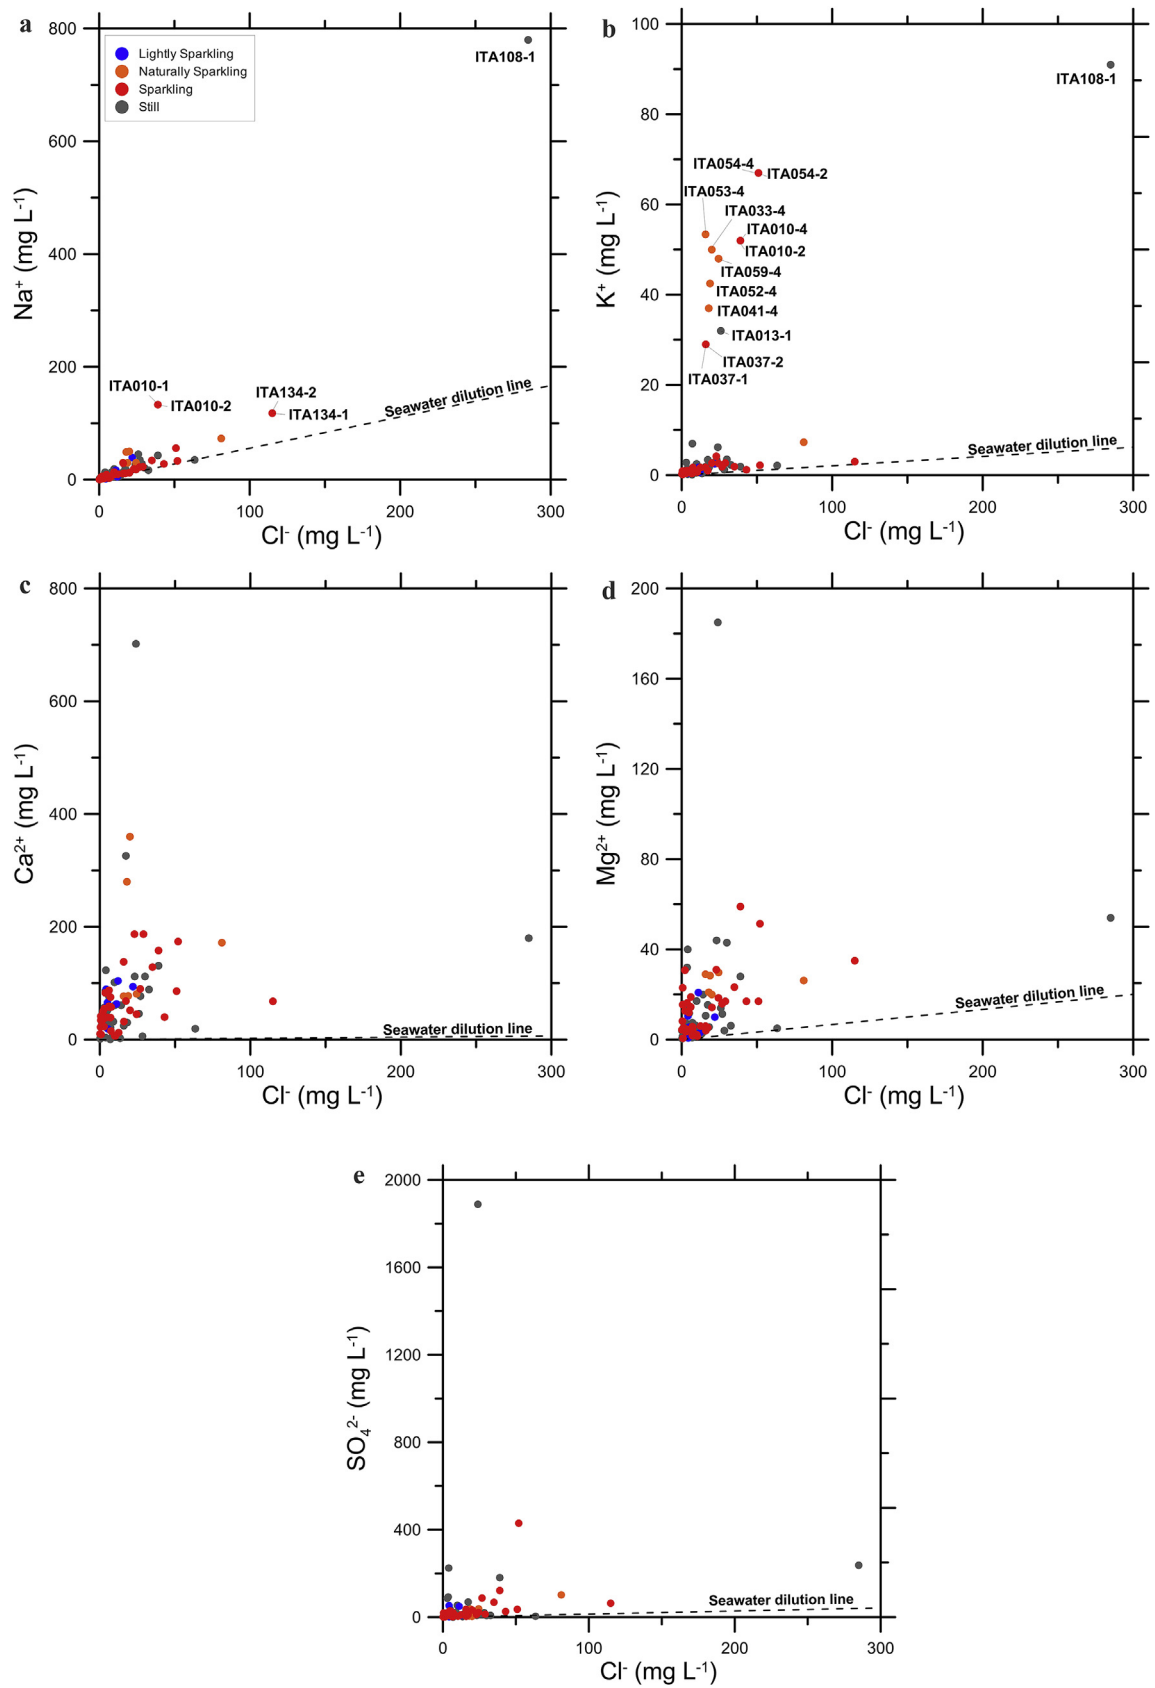 a
800
600
400
200
0
Na⁺ (mg L⁻¹)
Lightly Sparkling
Naturally Sparkling
Sparkling
Still
ITA108-1
ITA010-1
ITA010-2
ITA134-2
ITA134-1
Seawater dilution line
0 100 200 300
Cl⁻ (mg L⁻¹)
b
100
80
60
40
20
0
K⁺ (mg L⁻¹)
ITA108-1
ITA054-4
ITA054-2
ITA053-4
ITA033-4
ITA010-4
ITA010-2
ITA059-4
ITA052-4
ITA041-4
ITA013-1
ITA037-2
ITA037-1
Seawater dilution line
0 100 200 300
Cl⁻ (mg L⁻¹)
c
800
600
400
200
0
Ca²⁺ (mg L⁻¹)
Seawater dilution line
0 100 200 300
Cl⁻ (mg L⁻¹)
d
200
160
120
80
40
0
Mg²⁺ (mg L⁻¹)
Seawater dilution line
0 100 200 300
Cl⁻ (mg L⁻¹)
e
2000
1600
1200
800
400
0
SO₄²⁻ (mg L⁻¹)
Seawater dilution line
0 100 200 300
Cl⁻ (mg L⁻¹)